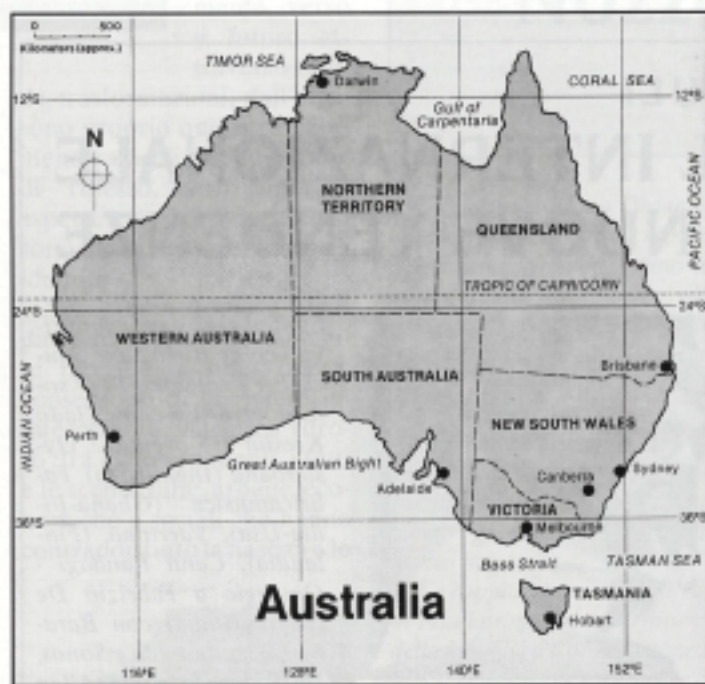 0 500
Kilometers (approx.)
TIMOR SEA
Darwin
CORAL SEA
12°S
12°S
Gulf of
Carpentaria
N
NORTHERN
TERRITORY
QUEENSLAND
PACIFIC OCEAN
TROPIC OF CAPRICORN
24°S
24°S
WESTERN AUSTRALIA
SOUTH AUSTRALIA
Brisbane
INDIAN OCEAN
NEW SOUTH WALES
Perth
Great Australian Bight
Adelaide
Canberra
Sydney
VICTORIA
36°S
36°S
Melbourne
Bass Strait
TASMAN SEA
Australia
TASMANIA
Hobart
116°E
128°E
140°E
152°E